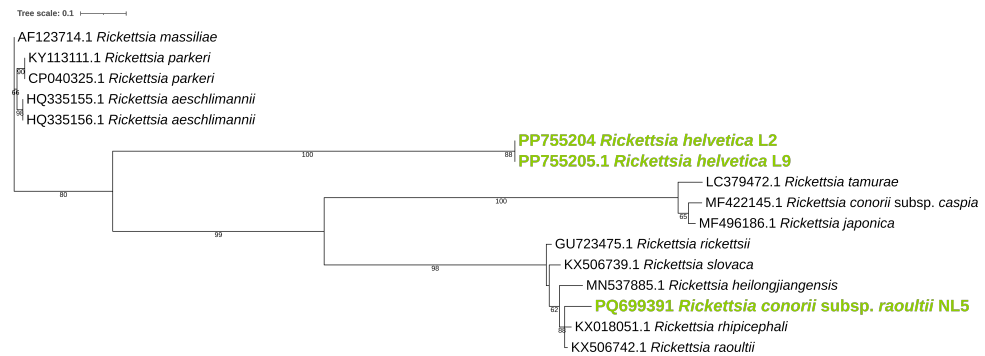 Tree scale: 0.1
AF123714.1 Rickettsia massiliae
KY113111.1 Rickettsia parkeri
90
CP040325.1 Rickettsia parkeri
66
HQ335155.1 Rickettsia aeschlimannii
98
HQ335156.1 Rickettsia aeschlimannii
PP755204 Rickettsia helvetica L2
100
88
PP755205.1 Rickettsia helvetica L9
LC379472.1 Rickettsia tamurae
80
100
MF422145.1 Rickettsia conorii subsp. caspia
65
MF496186.1 Rickettsia japonica
99
GU723475.1 Rickettsia rickettsii
KX506739.1 Rickettsia slovaca
98
MN537885.1 Rickettsia heilongjiangensis
PQ699391 Rickettsia conorii subsp. raoultii NL5
62
KX018051.1 Rickettsia rhipicephali
KX506742.1 Rickettsia raoultii